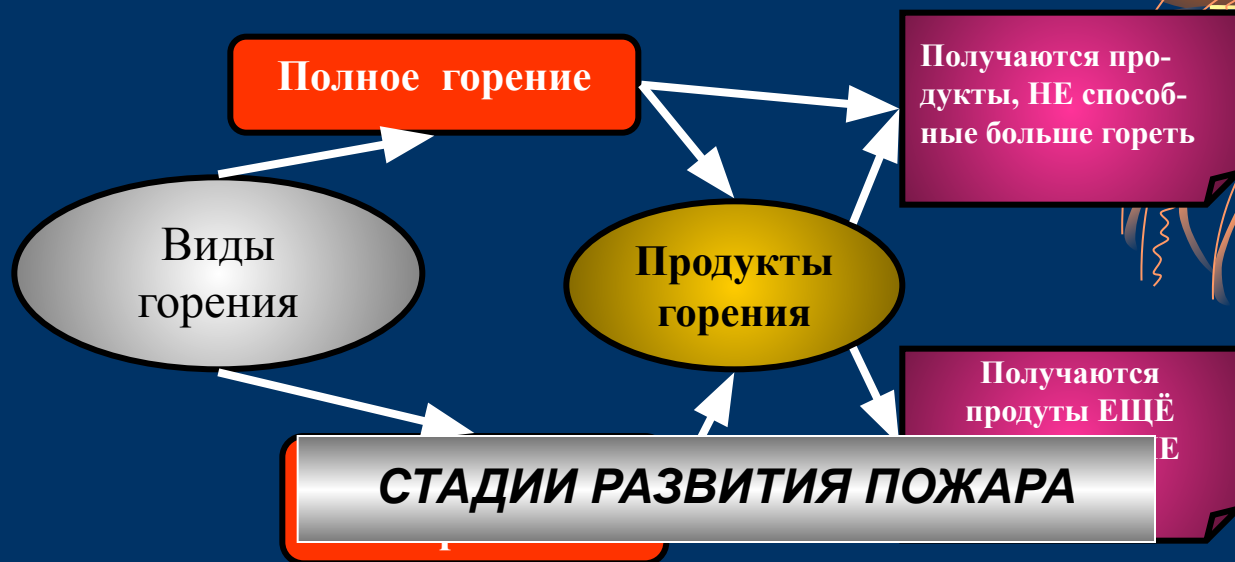 Полное горение
Получаются про-
дукты, НЕ способ-
ные больше гореть
Виды
горения
Продукты
горения
Получаются
продуты ЕЩЁ
СТАДИИ РАЗВИТИЯ ПОЖАРА